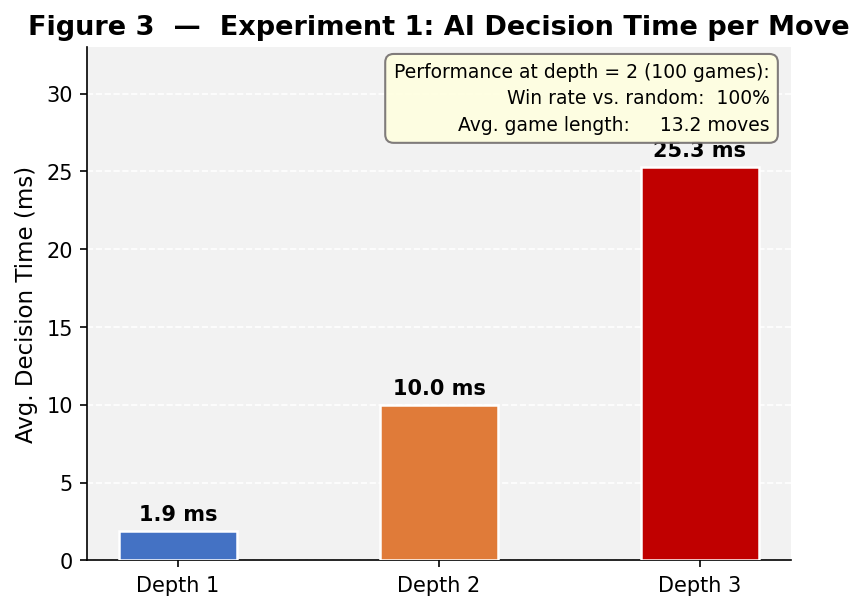 Figure 3 — Experiment 1: AI Decision Time per Move
Performance at depth = 2 (100 games):
Win rate vs. random: 100%
Avg. game length: 13.2 moves
Avg. Decision Time (ms)
30
25
20
15
10
5
0
1.9 ms
10.0 ms
25.3 ms
Depth 1
Depth 2
Depth 3